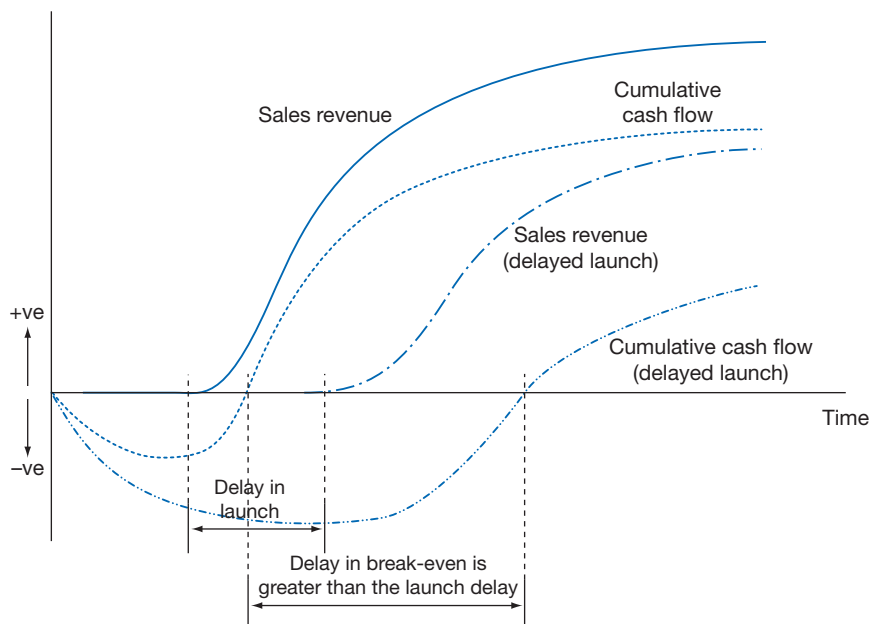 Sales revenue
Cumulative
cash flow
Sales revenue
(delayed launch)
+ve
Cumulative cash flow
(delayed launch)
Time
–ve
Delay in
launch
Delay in break-even is
greater than the launch delay